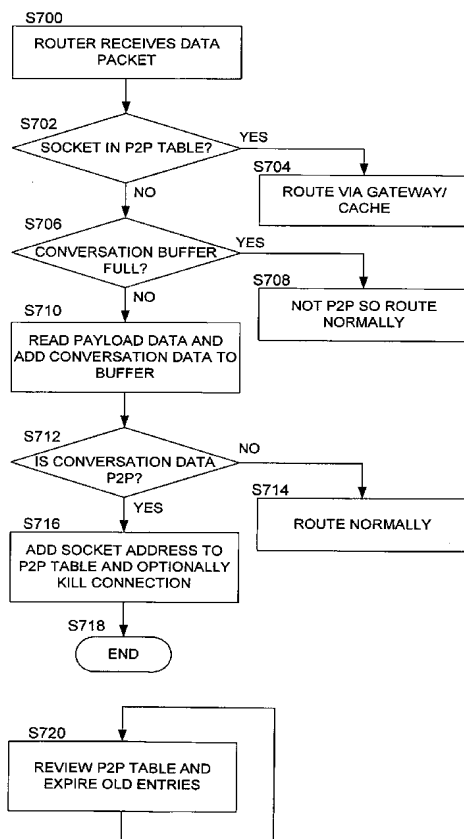 S700
ROUTER RECEIVES DATA
PACKET
S702
SOCKET IN P2P TABLE?
YES
S704
ROUTE VIA GATEWAY/
CACHE
NO
S706
CONVERSATION BUFFER
FULL?
YES
S708
NOT P2P SO ROUTE
NORMALLY
NO
S710
READ PAYLOAD DATA AND
ADD CONVERSATION DATA TO
BUFFER
S712
IS CONVERSATION DATA
P2P?
NO
S714
ROUTE NORMALLY
YES
S716
ADD SOCKET ADDRESS TO
P2P TABLE AND OPTIONALLY
KILL CONNECTION
S718
END
S720
REVIEW P2P TABLE AND
EXPIRE OLD ENTRIES